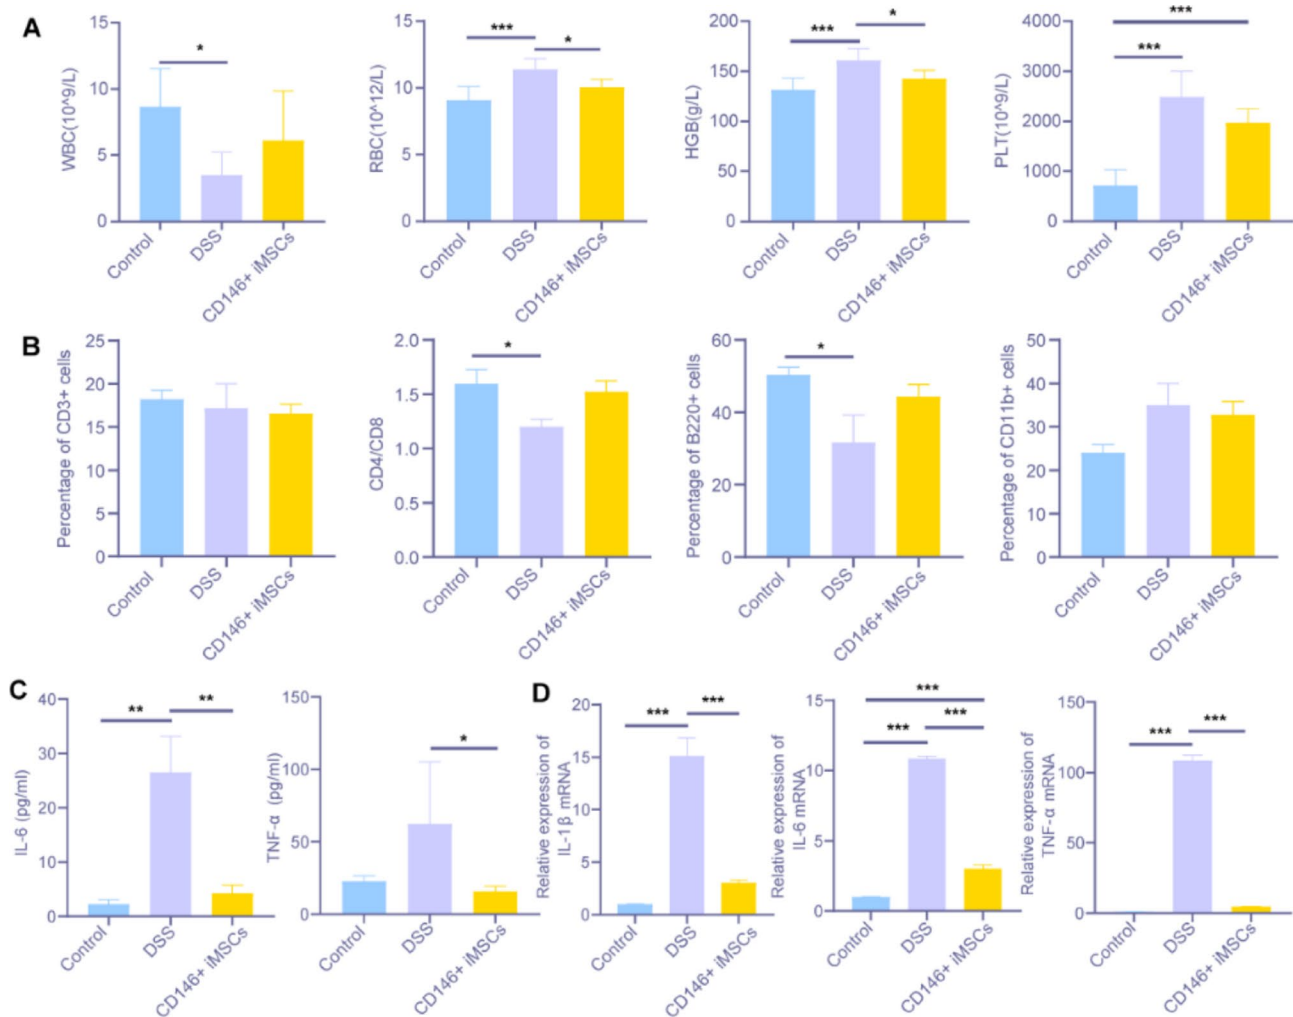 A
WBC(10^9/L)
15
10
5
0
*
Control
DSS
CD146+ iMSCs
RBC(10^12/L)
15
10
5
0
***
*
Control
DSS
CD146+ iMSCs
HGB(g/L)
200
150
100
50
0
***
*
Control
DSS
CD146+ iMSCs
PLT(10^9/L)
4000
3000
2000
1000
0
***
***
Control
DSS
CD146+ iMSCs
B
Percentage of CD3+ cells
25
20
15
10
5
0
Control
DSS
CD146+ iMSCs
CD4/CD8
2.0
1.5
1.0
0.5
0.0
*
Control
DSS
CD146+ iMSCs
Percentage of B220+ cells
60
40
20
0
*
Control
DSS
CD146+ iMSCs
Percentage of CD11b+ cells
50
40
30
20
10
0
Control
DSS
CD146+ iMSCs
C
IL-6 (pg/ml)
40
30
20
10
0
**
**
Control
DSS
CD146+ iMSCs
TNF-α (pg/ml)
150
100
50
0
*
Control
DSS
CD146+ iMSCs
D
Relative expression of
IL-1β mRNA
20
15
10
5
0
***
***
Control
DSS
CD146+ iMSCs
Relative expression of
IL-6 mRNA
15
10
5
0
***
***
***
Control
DSS
CD146+ iMSCs
Relative expression of
TNF-α mRNA
150
100
50
0
***
***
Control
DSS
CD146+ iMSCs